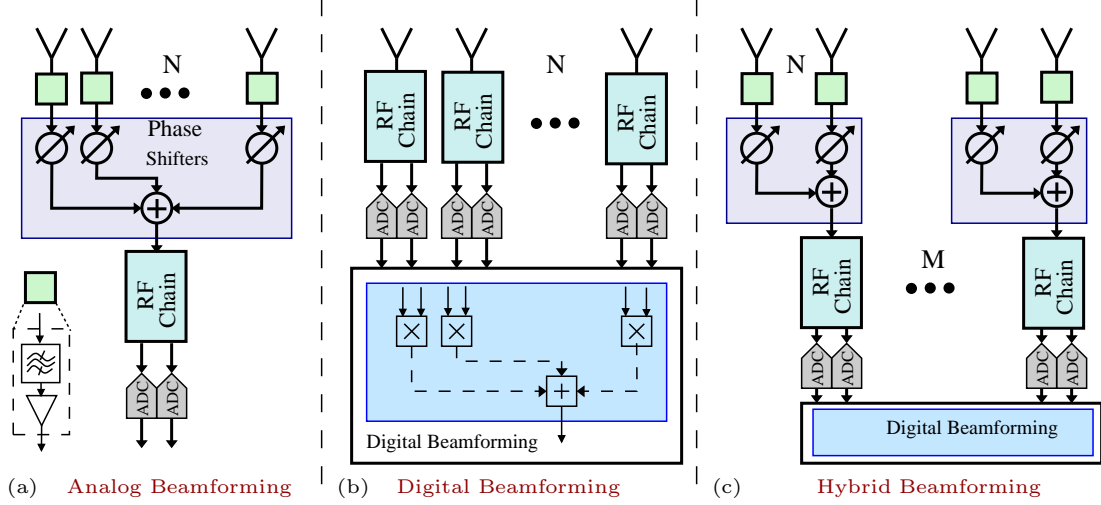 N
Phase
Shifters
RF
Chain
ADC
ADC
(a) Analog Beamforming
N
RF
Chain
RF
Chain
RF
Chain
ADC
ADC
ADC
ADC
ADC
ADC
Digital Beamforming
(b) Digital Beamforming
N
M
RF
Chain
RF
Chain
ADC
ADC
ADC
ADC
Digital Beamforming
(c) Hybrid Beamforming